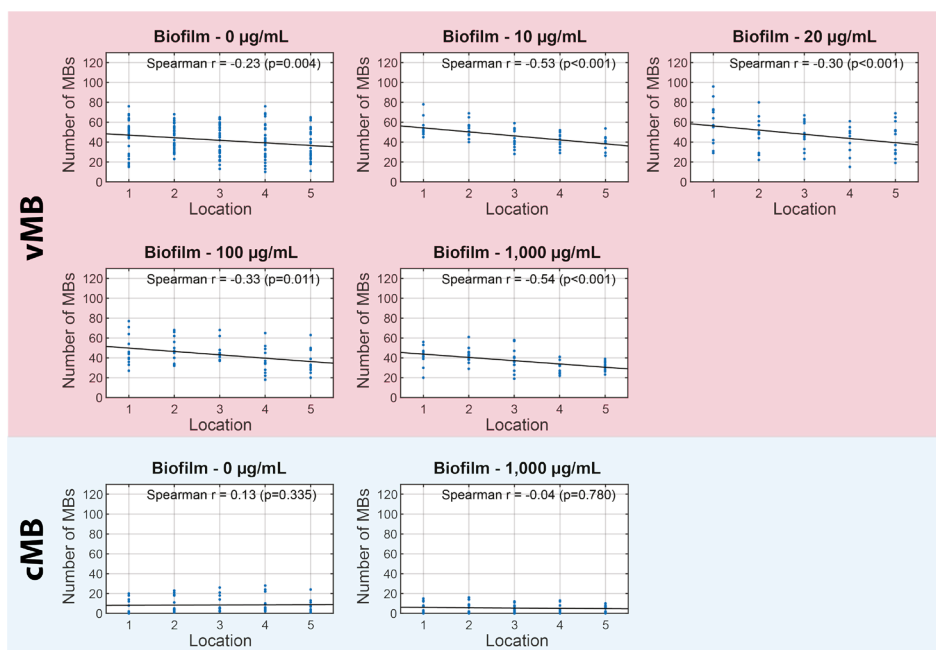 vMB
Biofilm - 0 µg/mL
Spearman r = -0.23 (p=0.004)
Number of MBs
120
100
80
60
40
20
0
1 2 3 4 5
Location
Biofilm - 10 µg/mL
Spearman r = -0.53 (p<0.001)
Number of MBs
120
100
80
60
40
20
0
1 2 3 4 5
Location
Biofilm - 20 µg/mL
Spearman r = -0.30 (p<0.001)
Number of MBs
120
100
80
60
40
20
0
1 2 3 4 5
Location
Biofilm - 100 µg/mL
Spearman r = -0.33 (p=0.011)
Number of MBs
120
100
80
60
40
20
0
1 2 3 4 5
Location
Biofilm - 1,000 µg/mL
Spearman r = -0.54 (p<0.001)
Number of MBs
120
100
80
60
40
20
0
1 2 3 4 5
Location
cMB
Biofilm - 0 µg/mL
Spearman r = 0.13 (p=0.335)
Number of MBs
120
100
80
60
40
20
0
1 2 3 4 5
Location
Biofilm - 1,000 µg/mL
Spearman r = -0.04 (p=0.780)
Number of MBs
120
100
80
60
40
20
0
1 2 3 4 5
Location